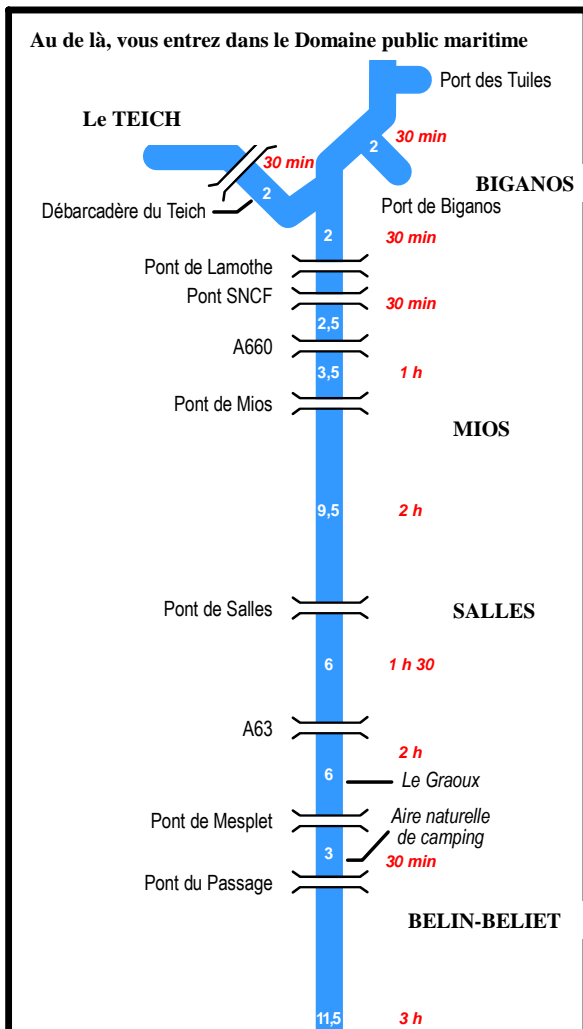 Au de là, vous entrez dans le Domaine public maritime
Port des Tuiles
Le TEICH
30 min
2
30 min
2
BIGANOS
Débarcadère du Teich
Port de Biganos
2
30 min
Pont de Lamothe
Pont SNCF
30 min
2,5
A660
3,5
1 h
Pont de Mios
MIOS
9,5
2 h
Pont de Salles
SALLES
6
1 h 30
A63
2 h
6
Le Graoux
Pont de Mesplet
Aire naturelle
de camping
3
30 min
Pont du Passage
BELIN-BELIET
11,5
3 h